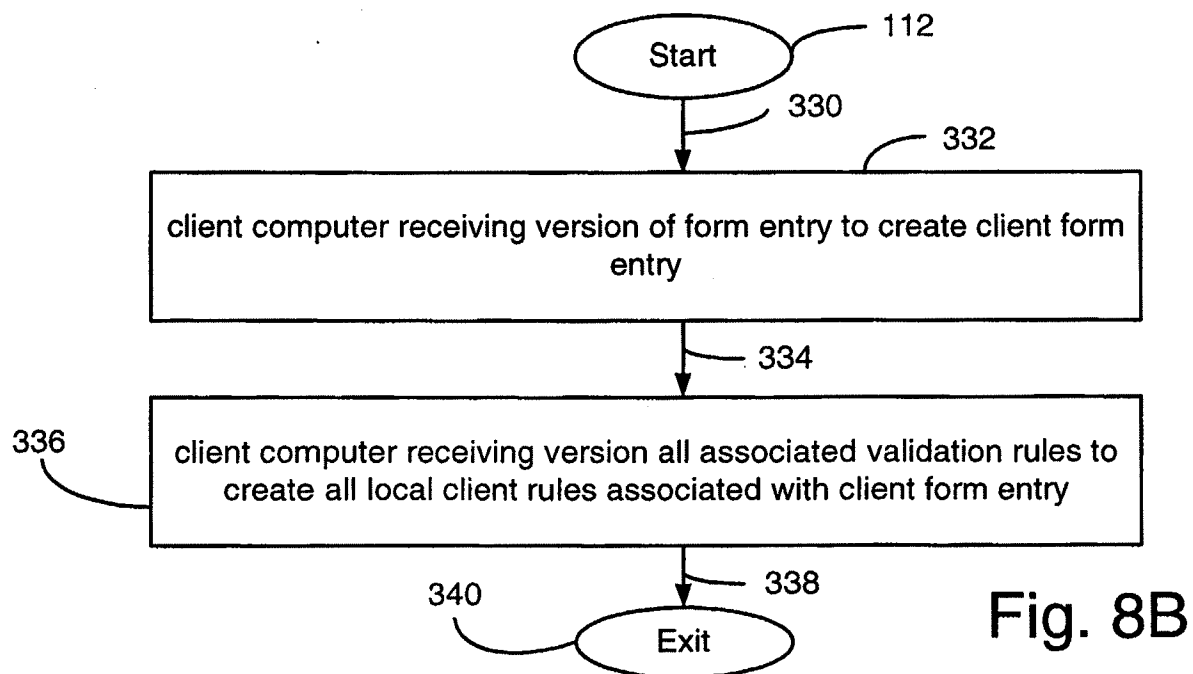 Start
112
330
332
client computer receiving version of form entry to create client form
entry
334
336
client computer receiving version all associated validation rules to
create all local client rules associated with client form entry
338
340
Exit
Fig. 8B